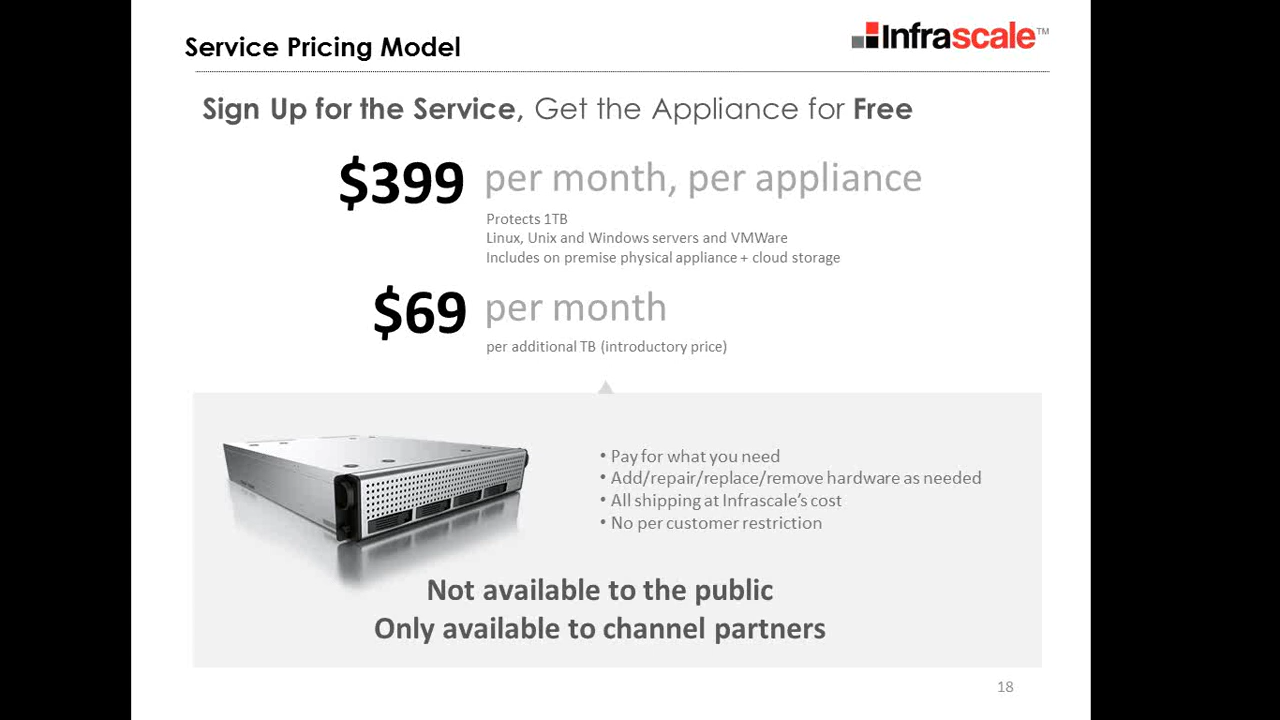 Service Pricing Model
Infrascale™
Sign Up for the Service, Get the Appliance for Free
$399 per month, per appliance
Protects 1TB
Linux, Unix and Windows servers and VMWare
Includes on premise physical appliance + cloud storage
$69 per month
per additional TB (introductory price)
• Pay for what you need
• Add/repair/replace/remove hardware as needed
• All shipping at Infrascale’s cost
• No per customer restriction
Not available to the public
Only available to channel partners
18